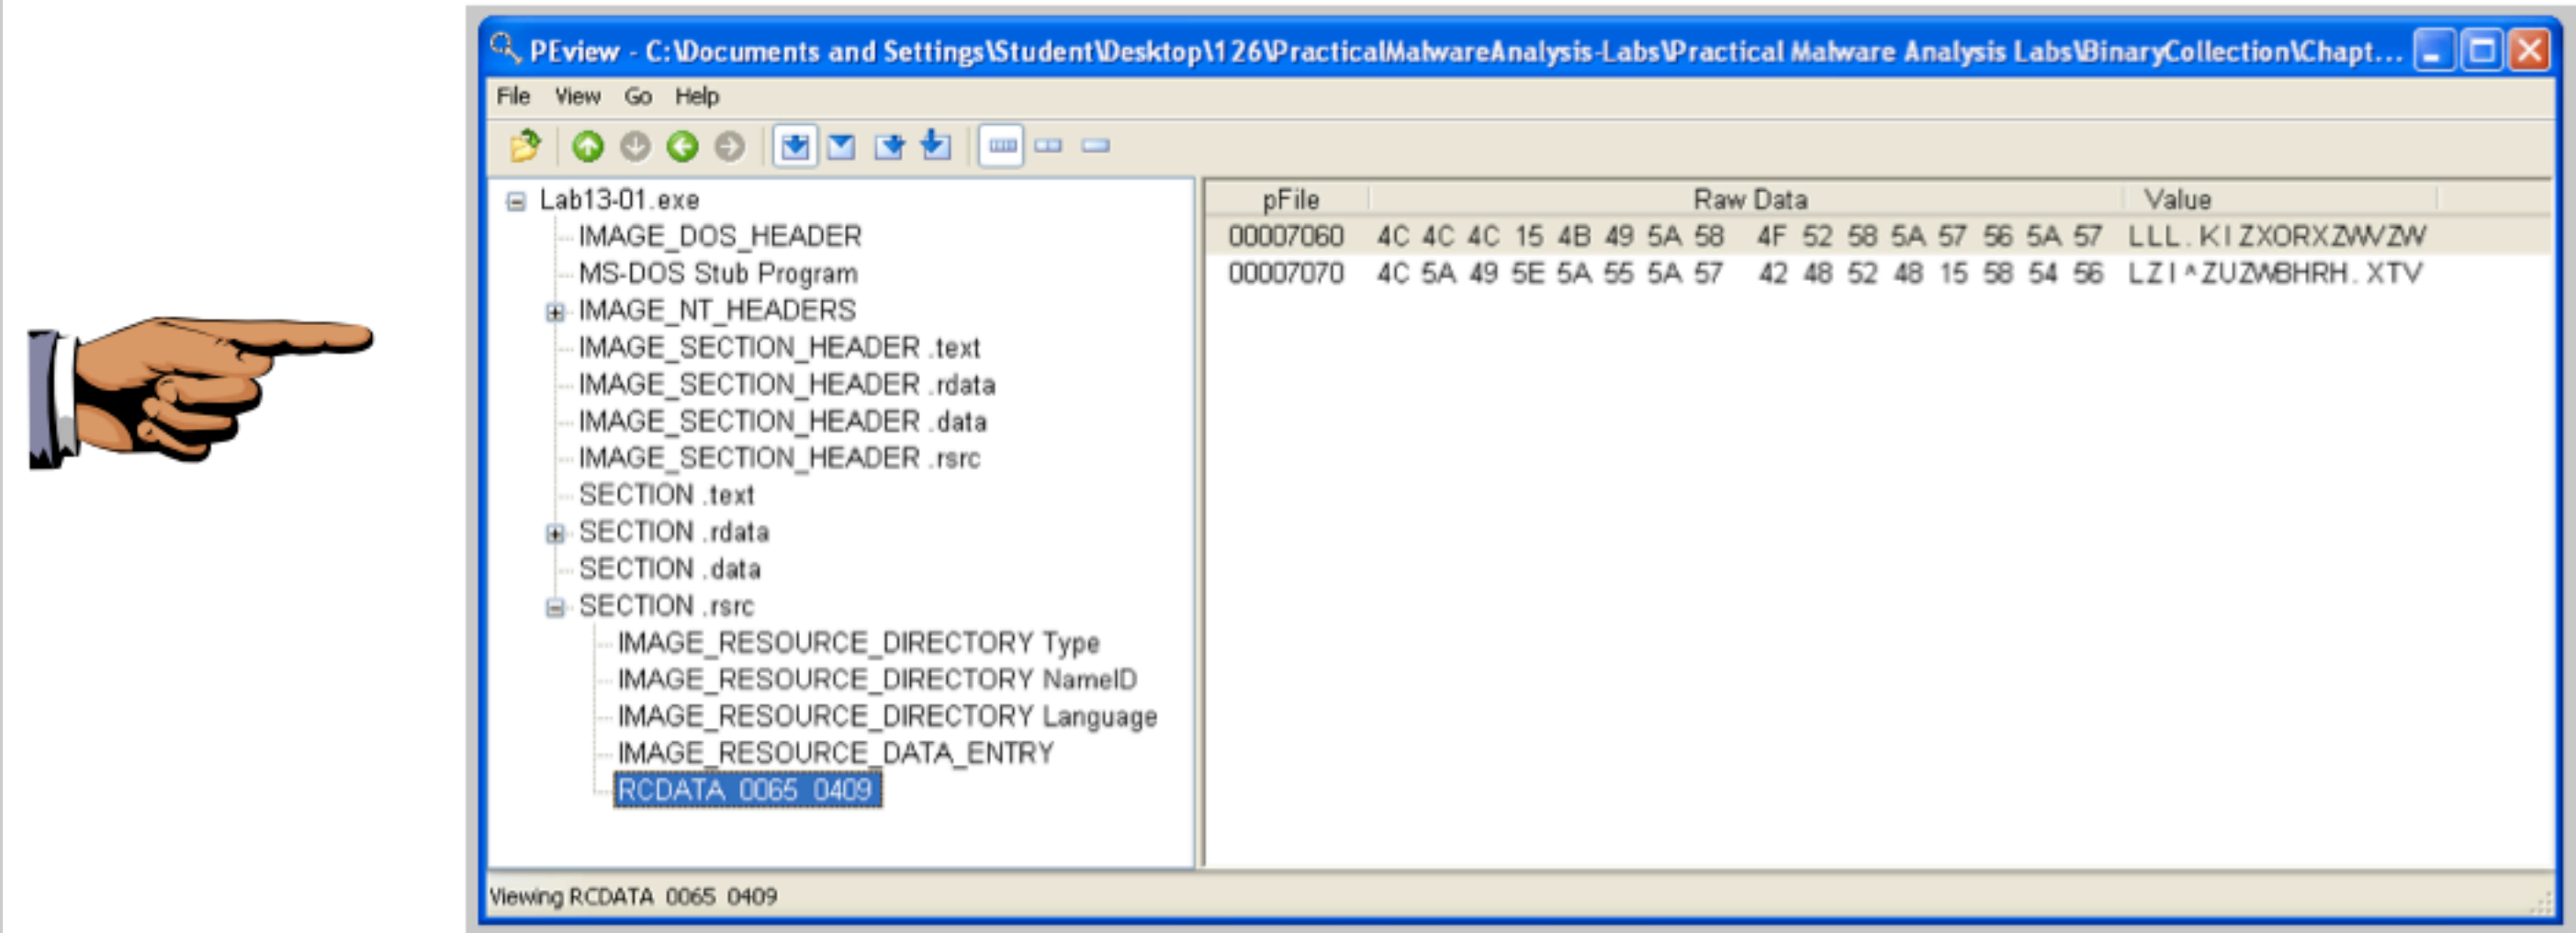 PEview - C:\Documents and Settings\Student\Desktop\126\PracticalMalwareAnalysis-Labs\Practical Malware Analysis Labs\BinaryCollection\Chapt...
File View Go Help
Lab13-01.exe
IMAGE_DOS_HEADER
MS-DOS Stub Program
IMAGE_NT_HEADERS
IMAGE_SECTION_HEADER .text
IMAGE_SECTION_HEADER .rdata
IMAGE_SECTION_HEADER .data
IMAGE_SECTION_HEADER .rsrc
SECTION .text
SECTION .rdata
SECTION .data
SECTION .rsrc
IMAGE_RESOURCE_DIRECTORY Type
IMAGE_RESOURCE_DIRECTORY NameID
IMAGE_RESOURCE_DIRECTORY Language
IMAGE_RESOURCE_DATA_ENTRY
RCDATA 0065 0409
pFile Raw Data Value
00007060 4C 4C 4C 15 4B 49 5A 58 4F 52 58 5A 57 56 5A 57 LLL.KIZXORXZWVZW
00007070 4C 5A 49 5E 5A 55 5A 57 42 48 52 48 15 58 54 56 LZI^ZUZWBHRH.XTV
Viewing RCDATA 0065 0409